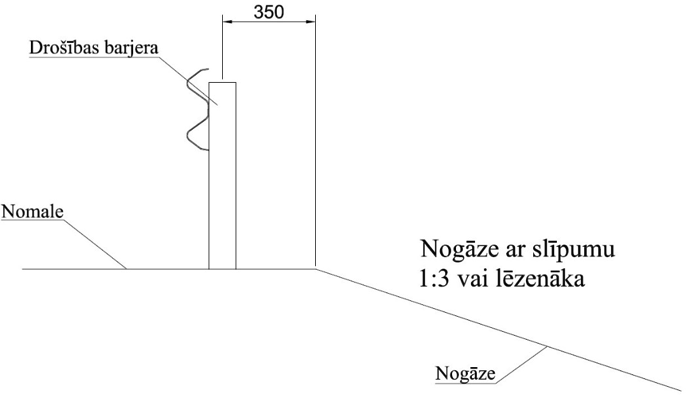 350
Drošības barjera
Nomale
Nogāze ar slīpumu
1:3 vai lēzenāka
Nogāze